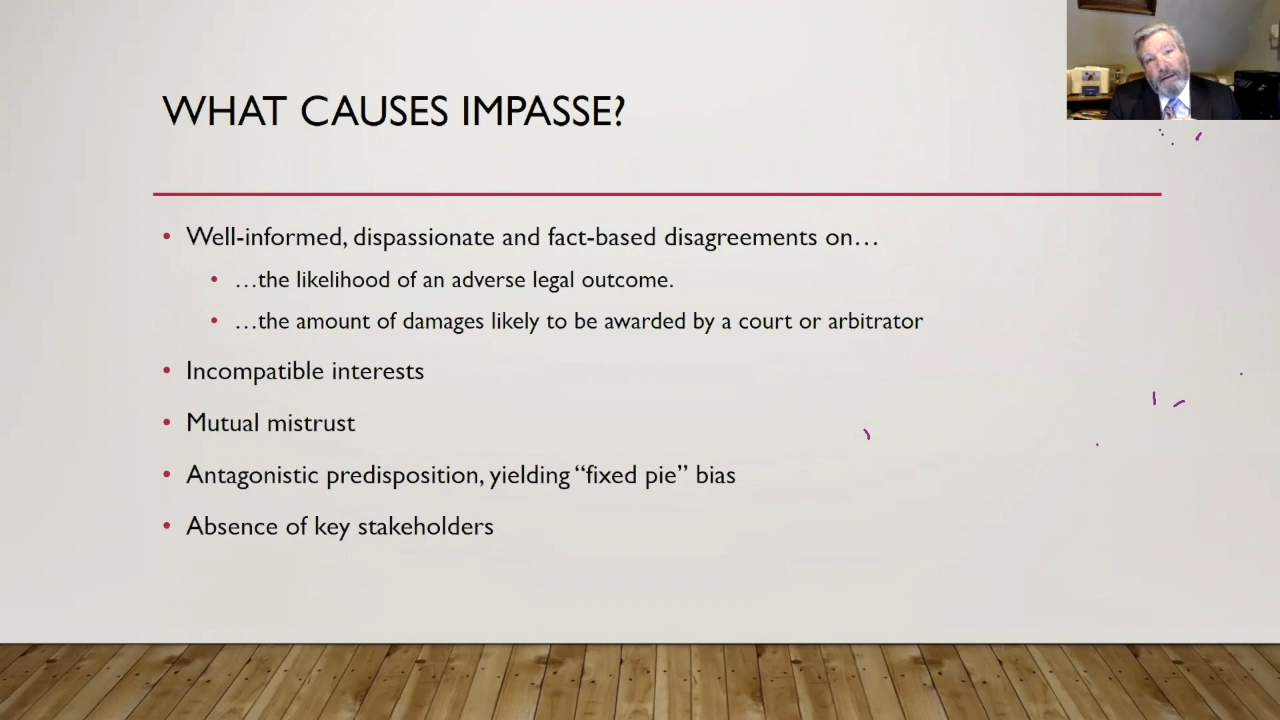 WHAT CAUSES IMPASSE?
• Well-informed, dispassionate and fact-based disagreements on…
• …the likelihood of an adverse legal outcome.
• …the amount of damages likely to be awarded by a court or arbitrator
• Incompatible interests
• Mutual mistrust
• Antagonistic predisposition, yielding “fixed pie” bias
• Absence of key stakeholders